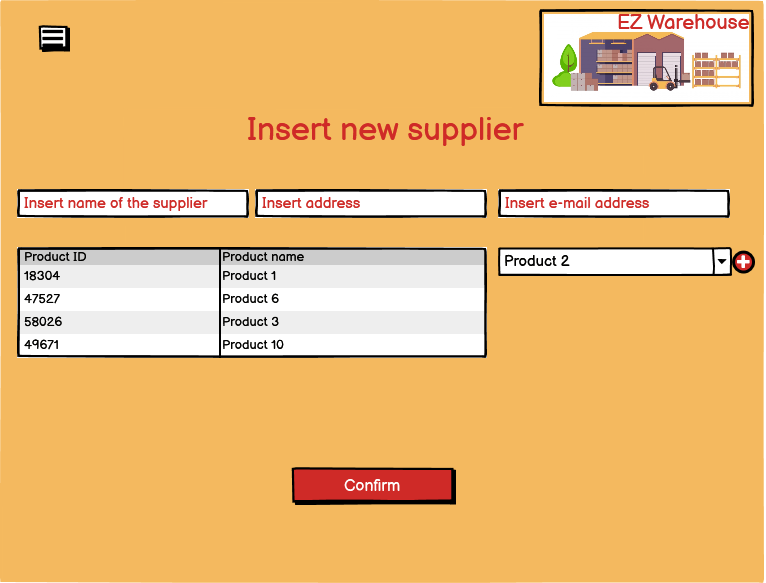 EZ Warehouse
Insert new supplier
Insert name of the supplier Insert address Insert e-mail address
Product ID Product name
Product 2
18304 Product 1
47527 Product 6
58026 Product 3
49671 Product 10
Confirm